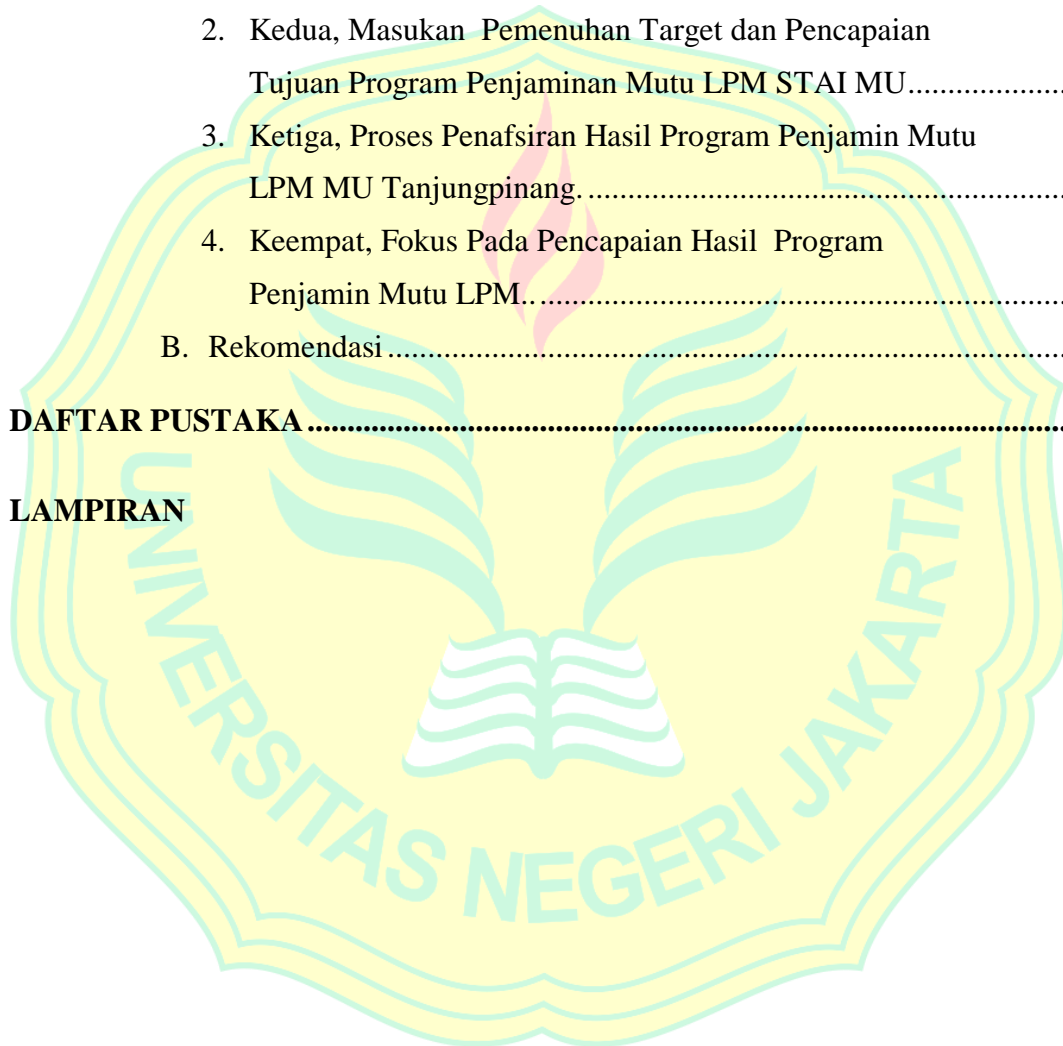 2. Kedua, Masukan Pemenuhan Target dan Pencapaian
Tujuan Program Penjaminan Mutu LPM STAI MU....................
3. Ketiga, Proses Penafsiran Hasil Program Penjamin Mutu
LPM MU Tanjungpinang. ............................................................
4. Keempat, Fokus Pada Pencapaian Hasil Program
Penjamin Mutu LPM.. ..................................................................
B. Rekomendasi ...................................................................................
DAFTAR PUSTAKA .............................................................................................
LAMPIRAN
UNIVERSITAS NEGERI JAKARTA